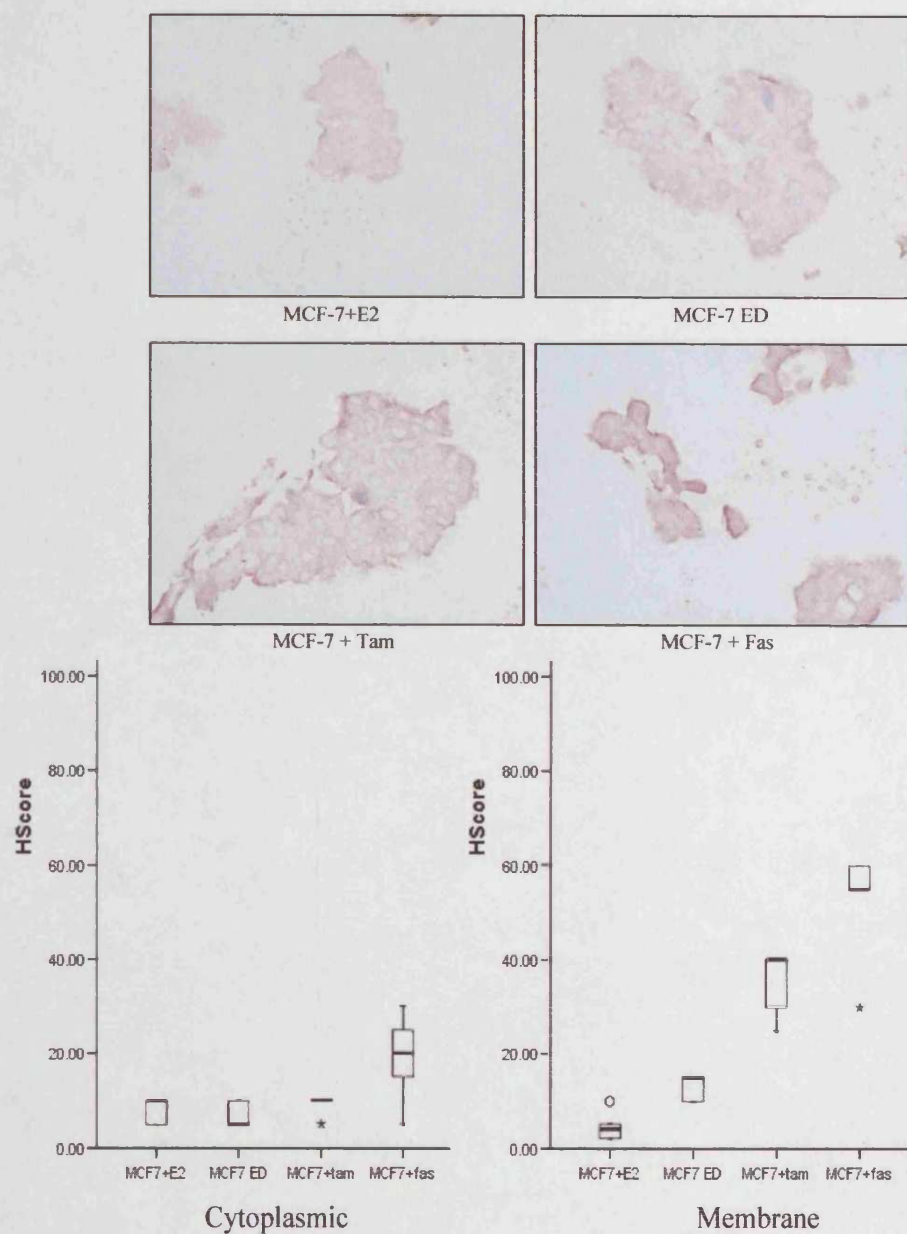 MCF-7+E2
MCF-7 ED
MCF-7 + Tam
MCF-7 + Fas
HScore
100.00
80.00
60.00
40.00
20.00
0.00
MCF7+E2 MCF7 ED MCF7+tam MCF7+fas
Cytoplasmic
HScore
100.00
80.00
60.00
40.00
20.00
0.00
MCF7+E2 MCF7 ED MCF7+tam MCF7+fas
Membrane